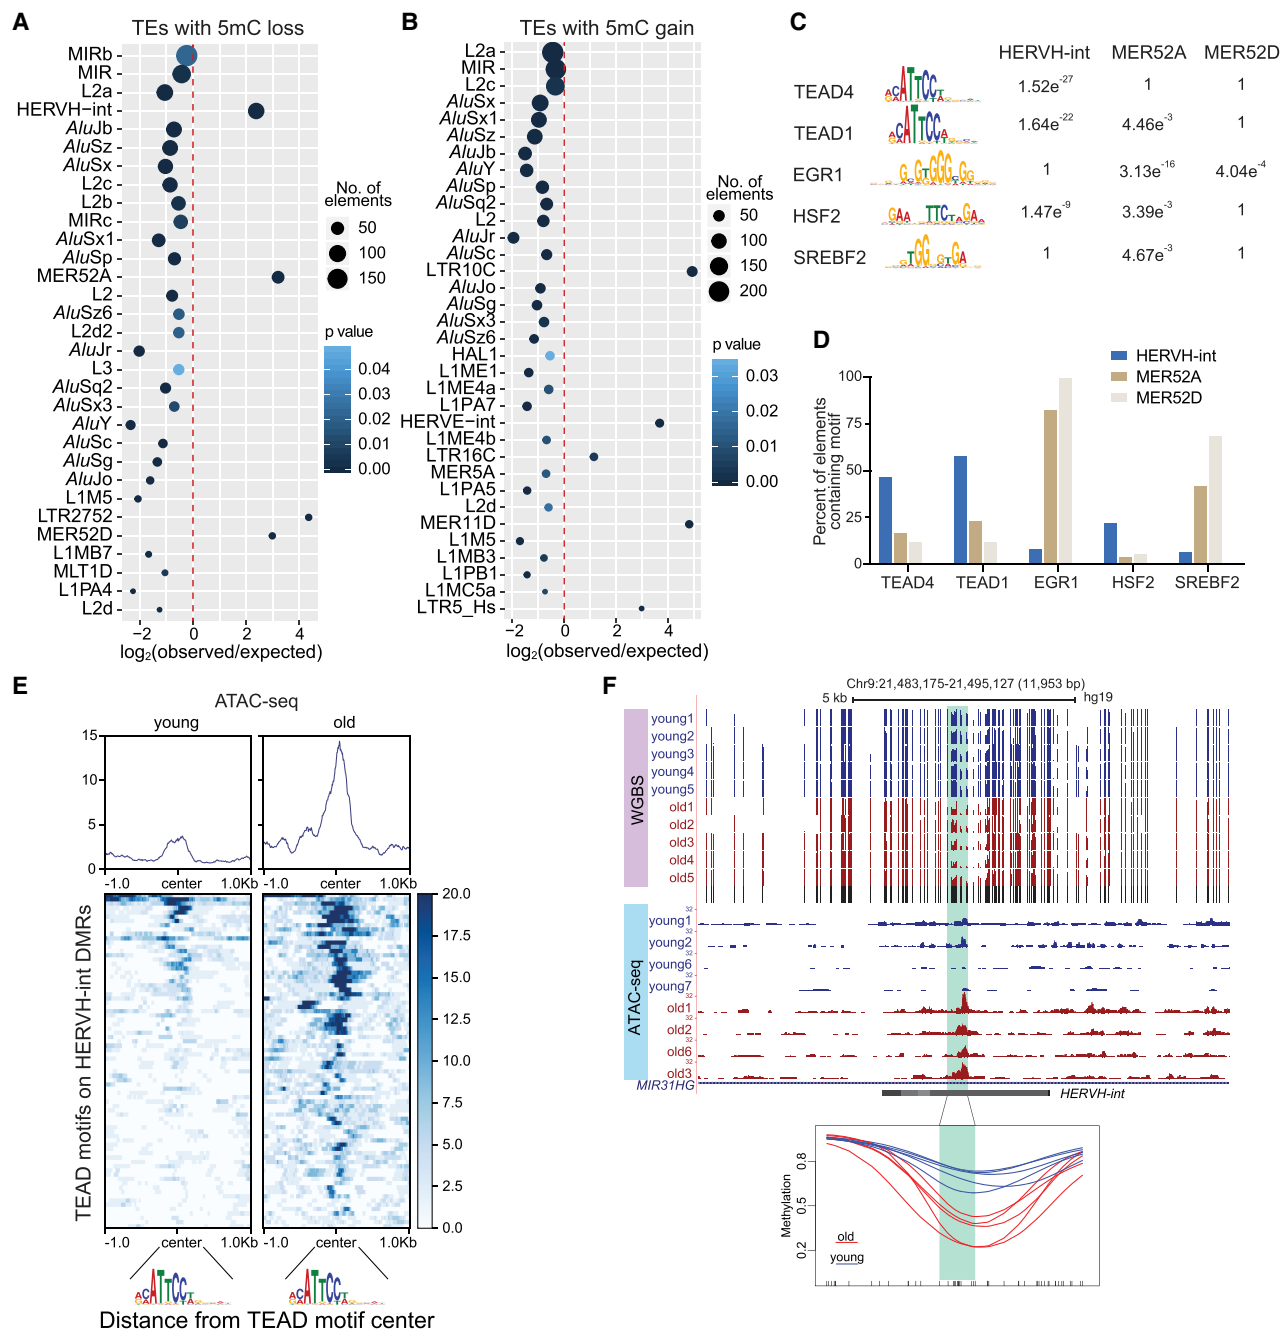 A
TEs with 5mC loss
MIRb
MIR
L2a
HERVH-int
AluJb
AluSz
AluSx
L2c
L2b
MIRc
AluSx1
AluSp
MER52A
L2
AluSz6
L2d2
AluJr
L3
AluSq2
AluSx3
AluY
AluSc
AluSg
AluJo
L1M5
LTR2752
MER52D
L1MB7
MLT1D
L1PA4
L2d
−2 0 2 4
log2(observed/expected)
No. of elements
50
100
150
p value
0.04
0.03
0.02
0.01
0.00
B
TEs with 5mC gain
L2a
MIR
L2c
AluSx
AluSx1
AluSz
AluJb
AluY
AluSp
AluSq2
L2
AluJr
AluSc
LTR10C
AluJo
AluSg
AluSx3
AluSz6
HAL1
L1ME1
L1ME4a
L1PA7
HERVE-int
L1ME4b
LTR16C
MER5A
L1PA5
L2d
MER11D
L1M5
L1MB3
L1PB1
L1MC5a
LTR5_Hs
−2 0 2 4
log2(observed/expected)
No. of elements
50
100
150
200
p value
0.03
0.02
0.01
0.00
C
HERVH-int MER52A MER52D
TEAD4 1.52e-27 1 1
TEAD1 1.64e-22 4.46e-3 1
EGR1 1 3.13e-16 4.04e-4
HSF2 1.47e-9 3.39e-3 1
SREBF2 1 4.67e-3 1
D
HERVH-int
MER52A
MER52D
Percent of elements containing motif
100
75
50
25
0
TEAD4 TEAD1 EGR1 HSF2 SREBF2
E
ATAC-seq
young old
15
10
5
0
-1.0 center 1.0Kb -1.0 center 1.0Kb
TEAD motifs on HERVH-int DMRs
20.0
17.5
15.0
12.5
10.0
7.5
5.0
2.5
0.0
-1.0 center 1.0Kb -1.0 center 1.0Kb
Distance from TEAD motif center
F
Chr9:21,483,175-21,495,127 (11,953 bp)
5 kb hg19
WGBS
young1
young2
young3
young4
young5
old1
old2
old3
old4
old5
ATAC-seq
32
young1
32
young2
32
young6
32
young7
32
old1
32
old2
32
old6
32
old3
MIR31HG
HERVH-int
Methylation
0.8
0.5
0.2
old
young